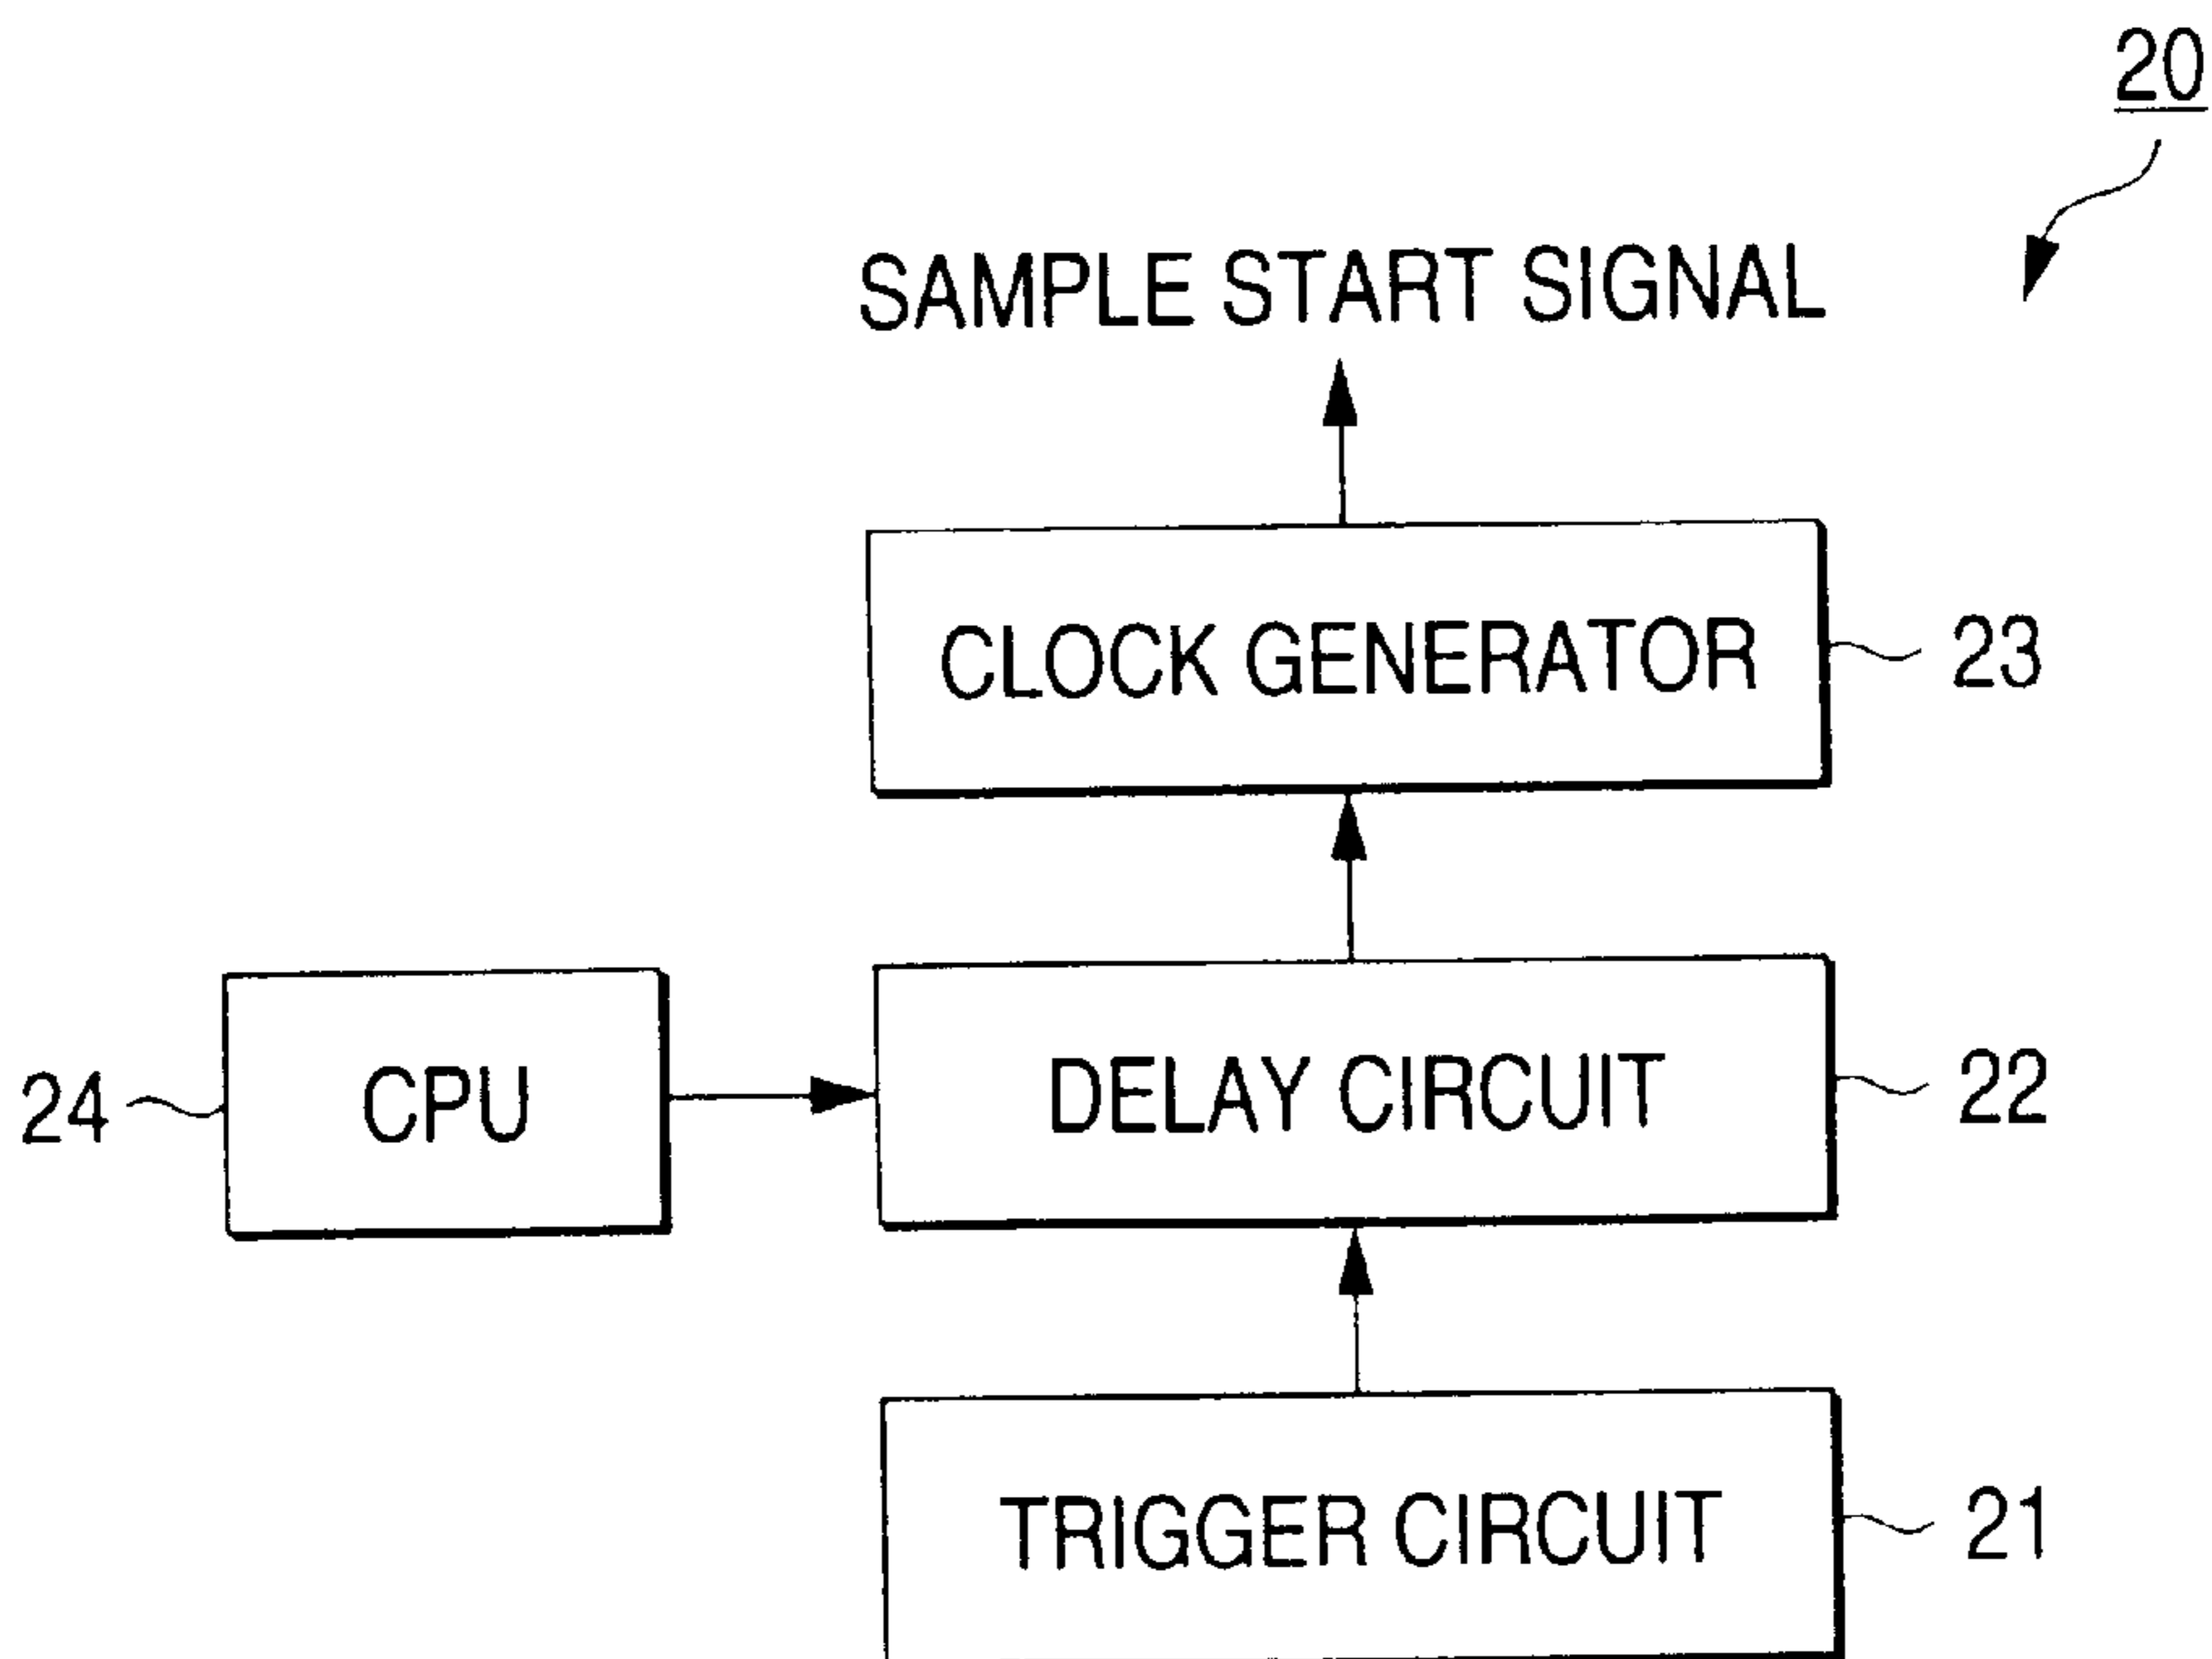 20
SAMPLE START SIGNAL
CLOCK GENERATOR
23
24
CPU
DELAY CIRCUIT
22
TRIGGER CIRCUIT
21